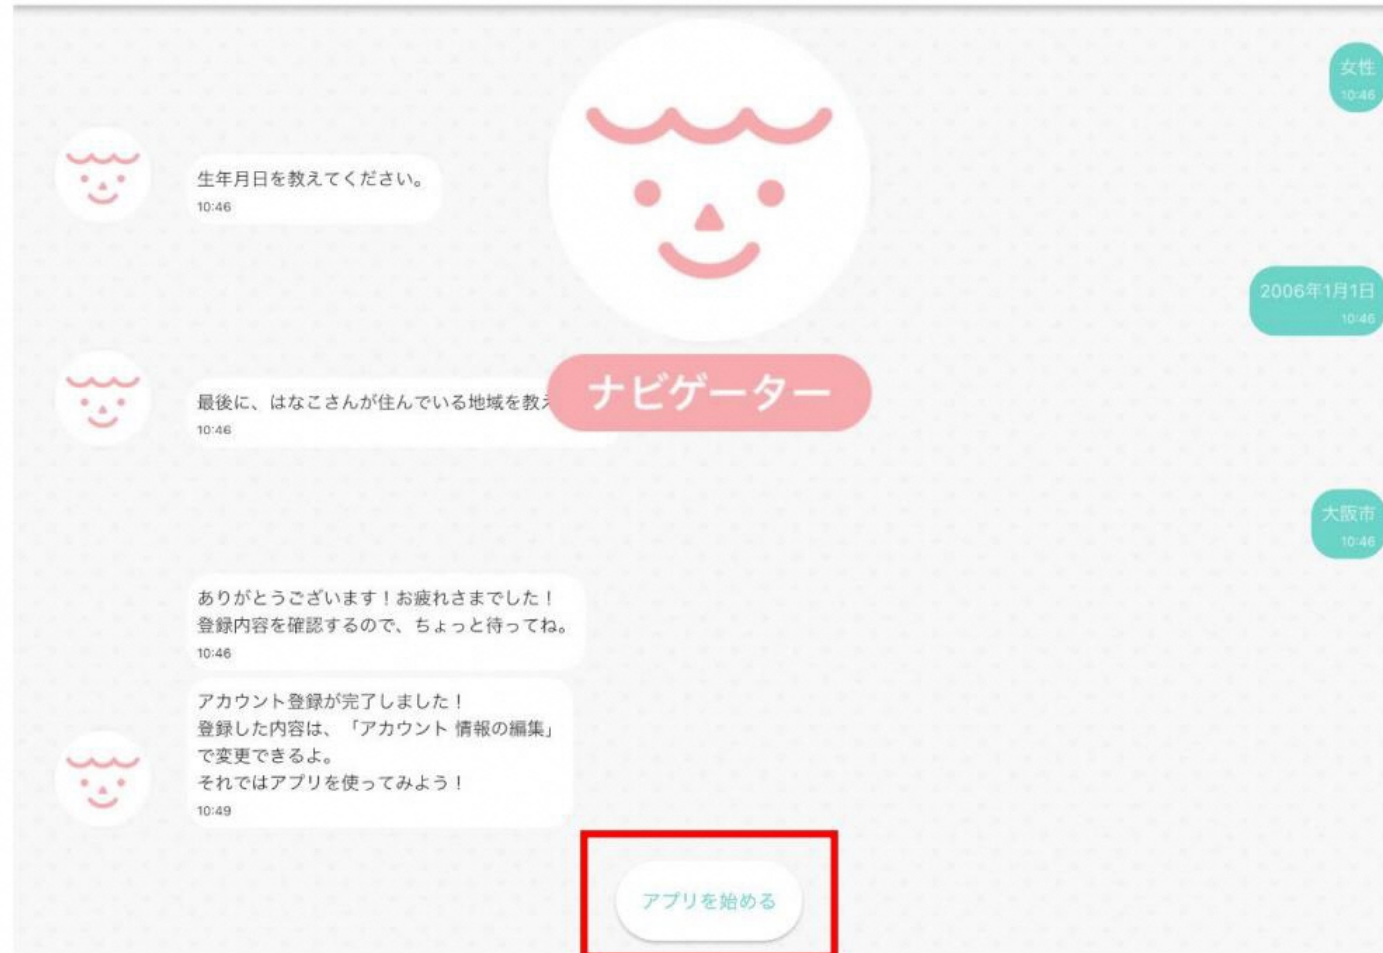 女性
10:46
生年月日を教えてください。
10:46
2006年1月1日
10:46
ナビゲーター
最後に、はなこさんが住んでいる地域を教え
10:46
大阪市
10:46
ありがとうございます！お疲れさまでした！
登録内容を確認するので、ちょっと待ってね。
10:46
アカウント登録が完了しました！
登録した内容は、「アカウント 情報の編集」
で変更できるよ。
それではアプリを使ってみよう！
10:49
アプリを始める